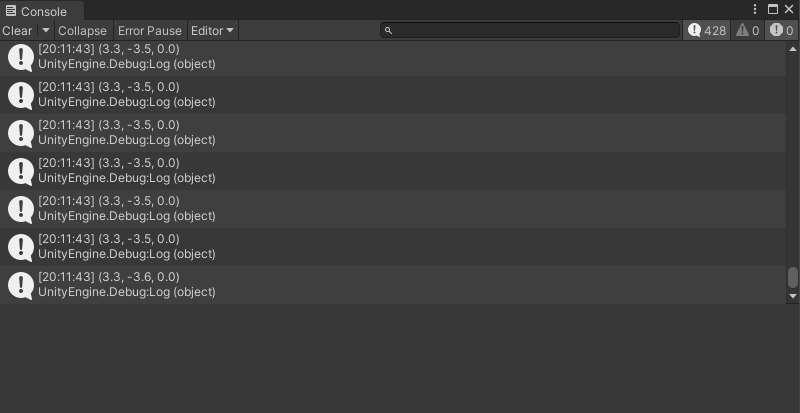 Console
Clear Collapse Error Pause Editor 428 0 0
[20:11:43] (3.3, -3.5, 0.0)
UnityEngine.Debug:Log (object)
[20:11:43] (3.3, -3.5, 0.0)
UnityEngine.Debug:Log (object)
[20:11:43] (3.3, -3.5, 0.0)
UnityEngine.Debug:Log (object)
[20:11:43] (3.3, -3.5, 0.0)
UnityEngine.Debug:Log (object)
[20:11:43] (3.3, -3.5, 0.0)
UnityEngine.Debug:Log (object)
[20:11:43] (3.3, -3.5, 0.0)
UnityEngine.Debug:Log (object)
[20:11:43] (3.3, -3.6, 0.0)
UnityEngine.Debug:Log (object)